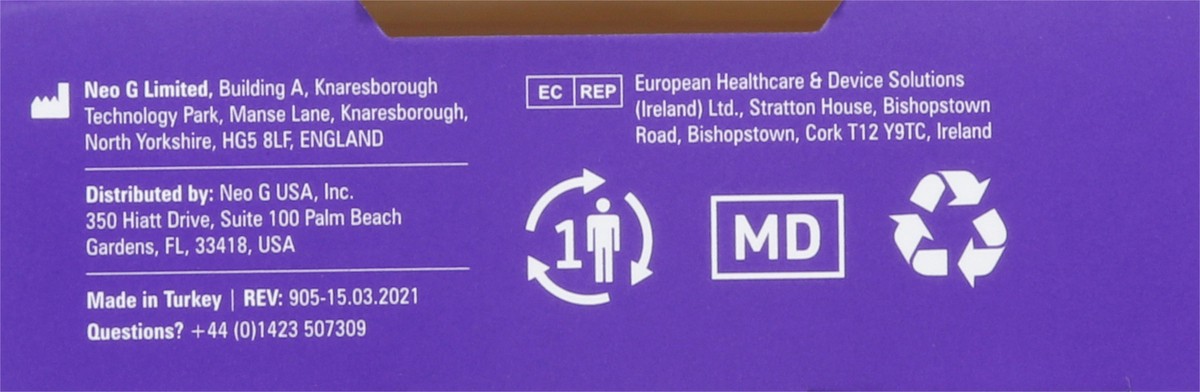 Neo G Limited, Building A, Knaresborough
Technology Park, Manse Lane, Knaresborough,
North Yorkshire, HG5 8LF, ENGLAND
Distributed by: Neo G USA, Inc.
350 Hiatt Drive, Suite 100 Palm Beach
Gardens, FL, 33418, USA
Made in Turkey | REV: 905-15.03.2021
Questions? +44 (0)1423 507309
EC REP
European Healthcare & Device Solutions
(Ireland) Ltd., Stratton House, Bishopstown
Road, Bishopstown, Cork T12 Y9TC, Ireland
1
MD